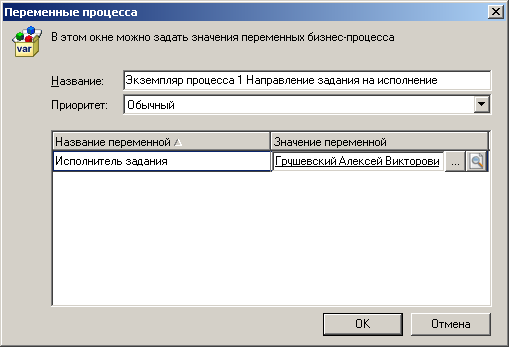 Переменные процесса
var
В этом окне можно задать значения переменных бизнес-процесса
Название: Экземпляр процесса 1 Направление задания на исполнение
Приоритет: Обычный
Название переменной Значение переменной
Исполнитель задания Грушевский Алексей Викторови ...
OK Отмена